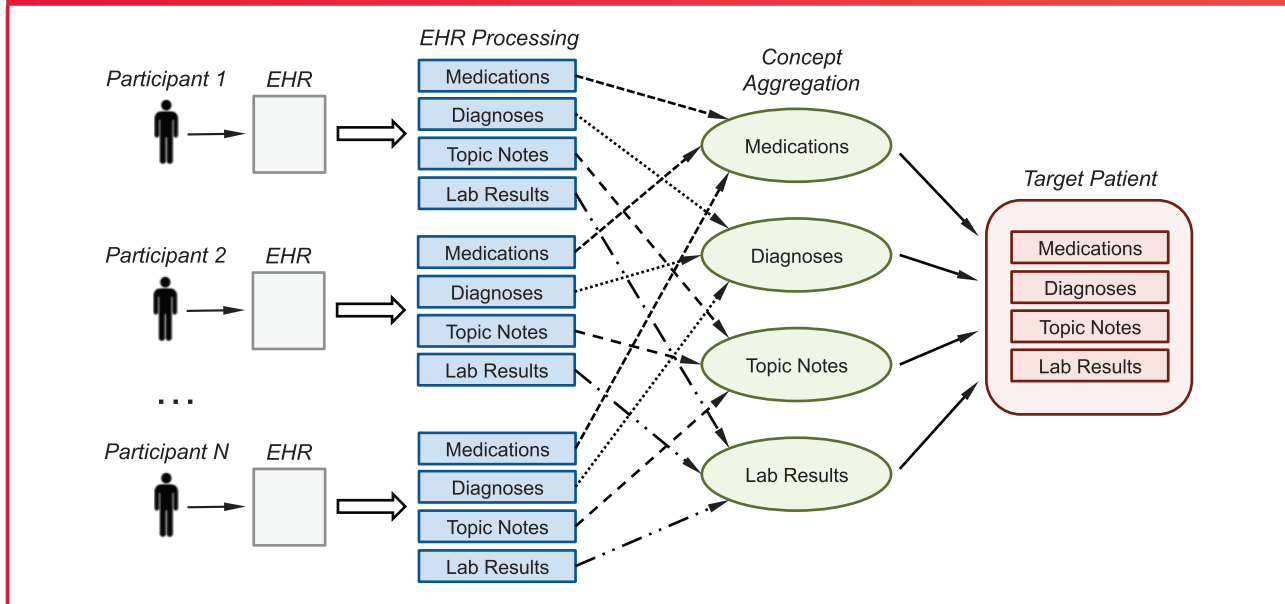 EHR Processing
Concept
Aggregation
Participant 1
EHR
Medications
Diagnoses
Topic Notes
Lab Results
Participant 2
EHR
Medications
Diagnoses
Topic Notes
Lab Results
...
Participant N
EHR
Medications
Diagnoses
Topic Notes
Lab Results
Medications
Diagnoses
Topic Notes
Lab Results
Target Patient
Medications
Diagnoses
Topic Notes
Lab Results